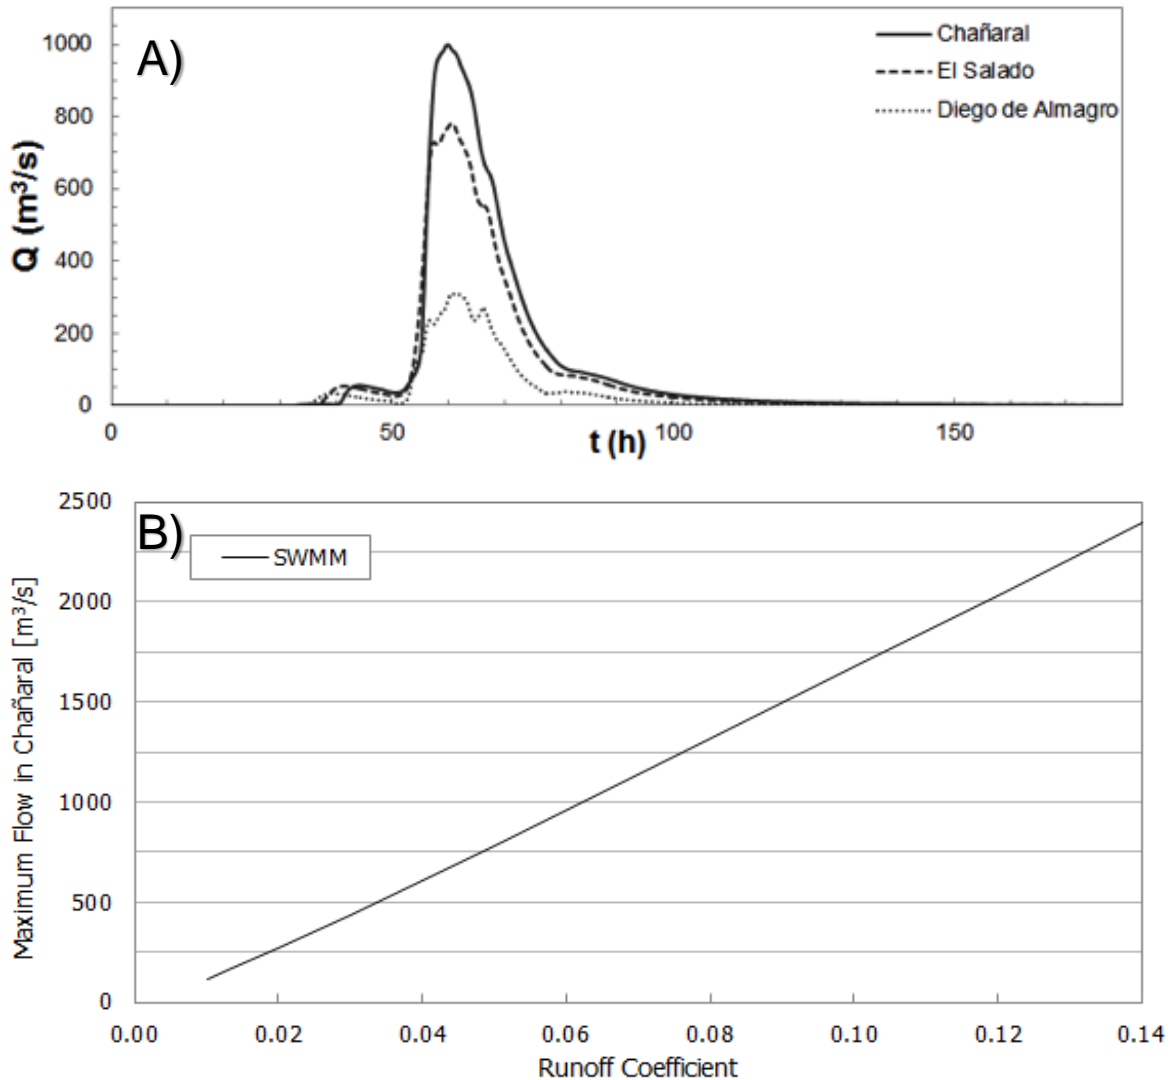 A)
Chañaral
El Salado
Diego de Almagro
Q (m³/s)
1000
800
600
400
200
0
0
50
100
150
t (h)
B)
SWMM
Maximum Flow in Chañaral [m³/s]
2500
2000
1500
1000
500
0
0.00
0.02
0.04
0.06
0.08
0.10
0.12
0.14
Runoff Coefficient